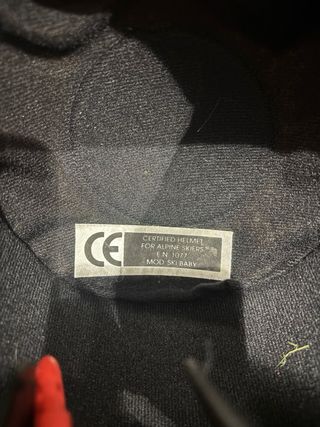 CE
CERTIFIED HELMET
FOR ALPINE SKIERS
E.N. 1077
MOD. SKI BABY